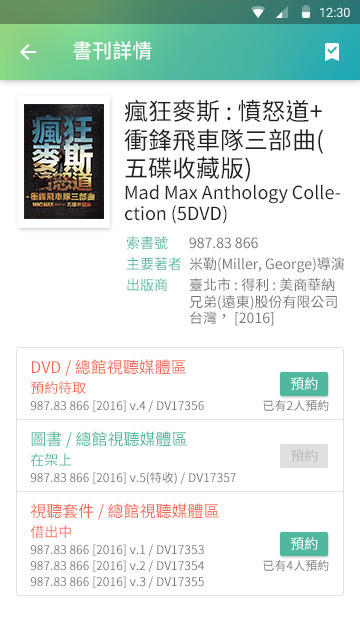 12:30
書刊詳情
瘋狂
麥斯
憤怒道
+衝鋒飛車隊三部曲
瘋狂麥斯 : 憤怒道+
衝鋒飛車隊三部曲(
五碟收藏版)
Mad Max Anthology Colle-
ction (5DVD)
索書號 987.83 866
主要著者 米勒(Miller, George)導演
出版商 臺北市 : 得利 : 美商華納
兄弟(遠東)股份有限公司
台灣， [2016]
DVD / 總館視聽媒體區
預約待取
預約
987.83 866 [2016] v.4 / DV17356
已有2人預約
圖書 / 總館視聽媒體區
在架上
預約
987.83 866 [2016] v.5(特收) / DV17357
視聽套件 / 總館視聽媒體區
借出中
預約
987.83 866 [2016] v.1 / DV17353
987.83 866 [2016] v.2 / DV17354
已有4人預約
987.83 866 [2016] v.3 / DV17355